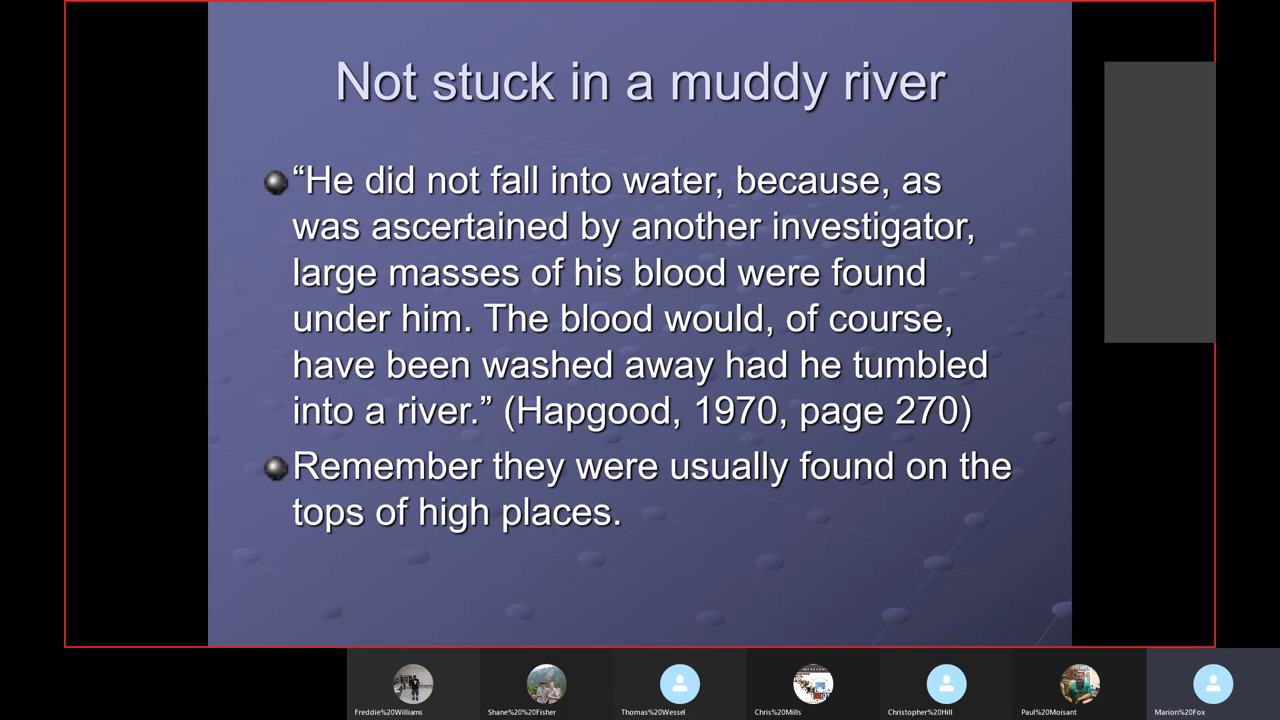 Not stuck in a muddy river
“He did not fall into water, because, as
was ascertained by another investigator,
large masses of his blood were found
under him. The blood would, of course,
have been washed away had he tumbled
into a river.” (Hapgood, 1970, page 270)
Remember they were usually found on the
tops of high places.
Freddie%20Williams
Shane%20%20Fisher
Thomas%20Wessel
Chris%20Mills
Christopher%20Hill
Paul%20Moisant
Marion%20Fox